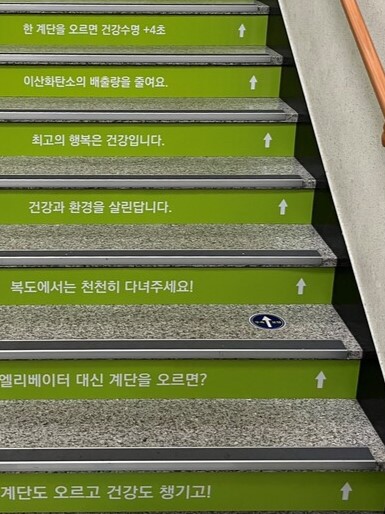 한 계단을 오르면 건강수명 +4초
이산화탄소의 배출량을 줄여요.
최고의 행복은 건강입니다.
건강과 환경을 살린답니다.
복도에서는 천천히 다녀주세요!
엘리베이터 대신 계단을 오르면?
계단도 오르고 건강도 챙기고!